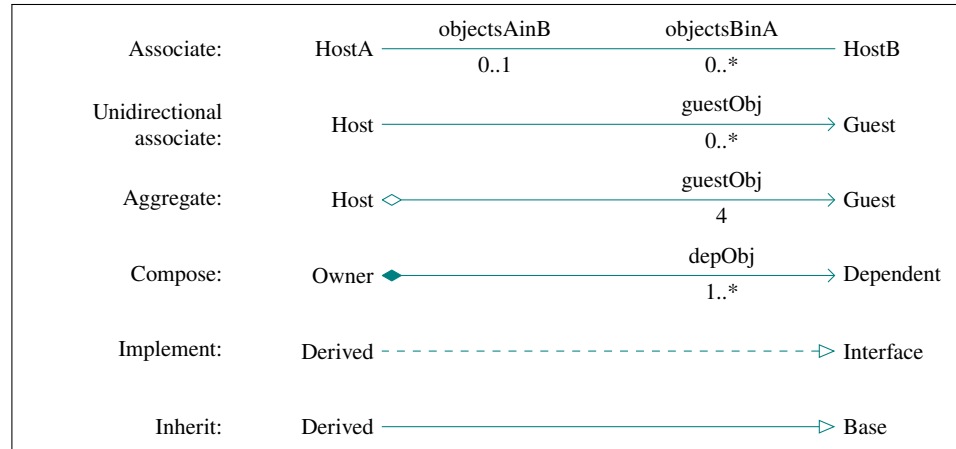 objectsAinB objectsBinA
Associate: HostA HostB
0..1 0..*
Unidirectional guestObj
associate: Host Guest
0..*
guestObj
Aggregate: Host Guest
4
depObj
Compose: Owner Dependent
1..*
Implement: Derived Interface
Inherit: Derived Base